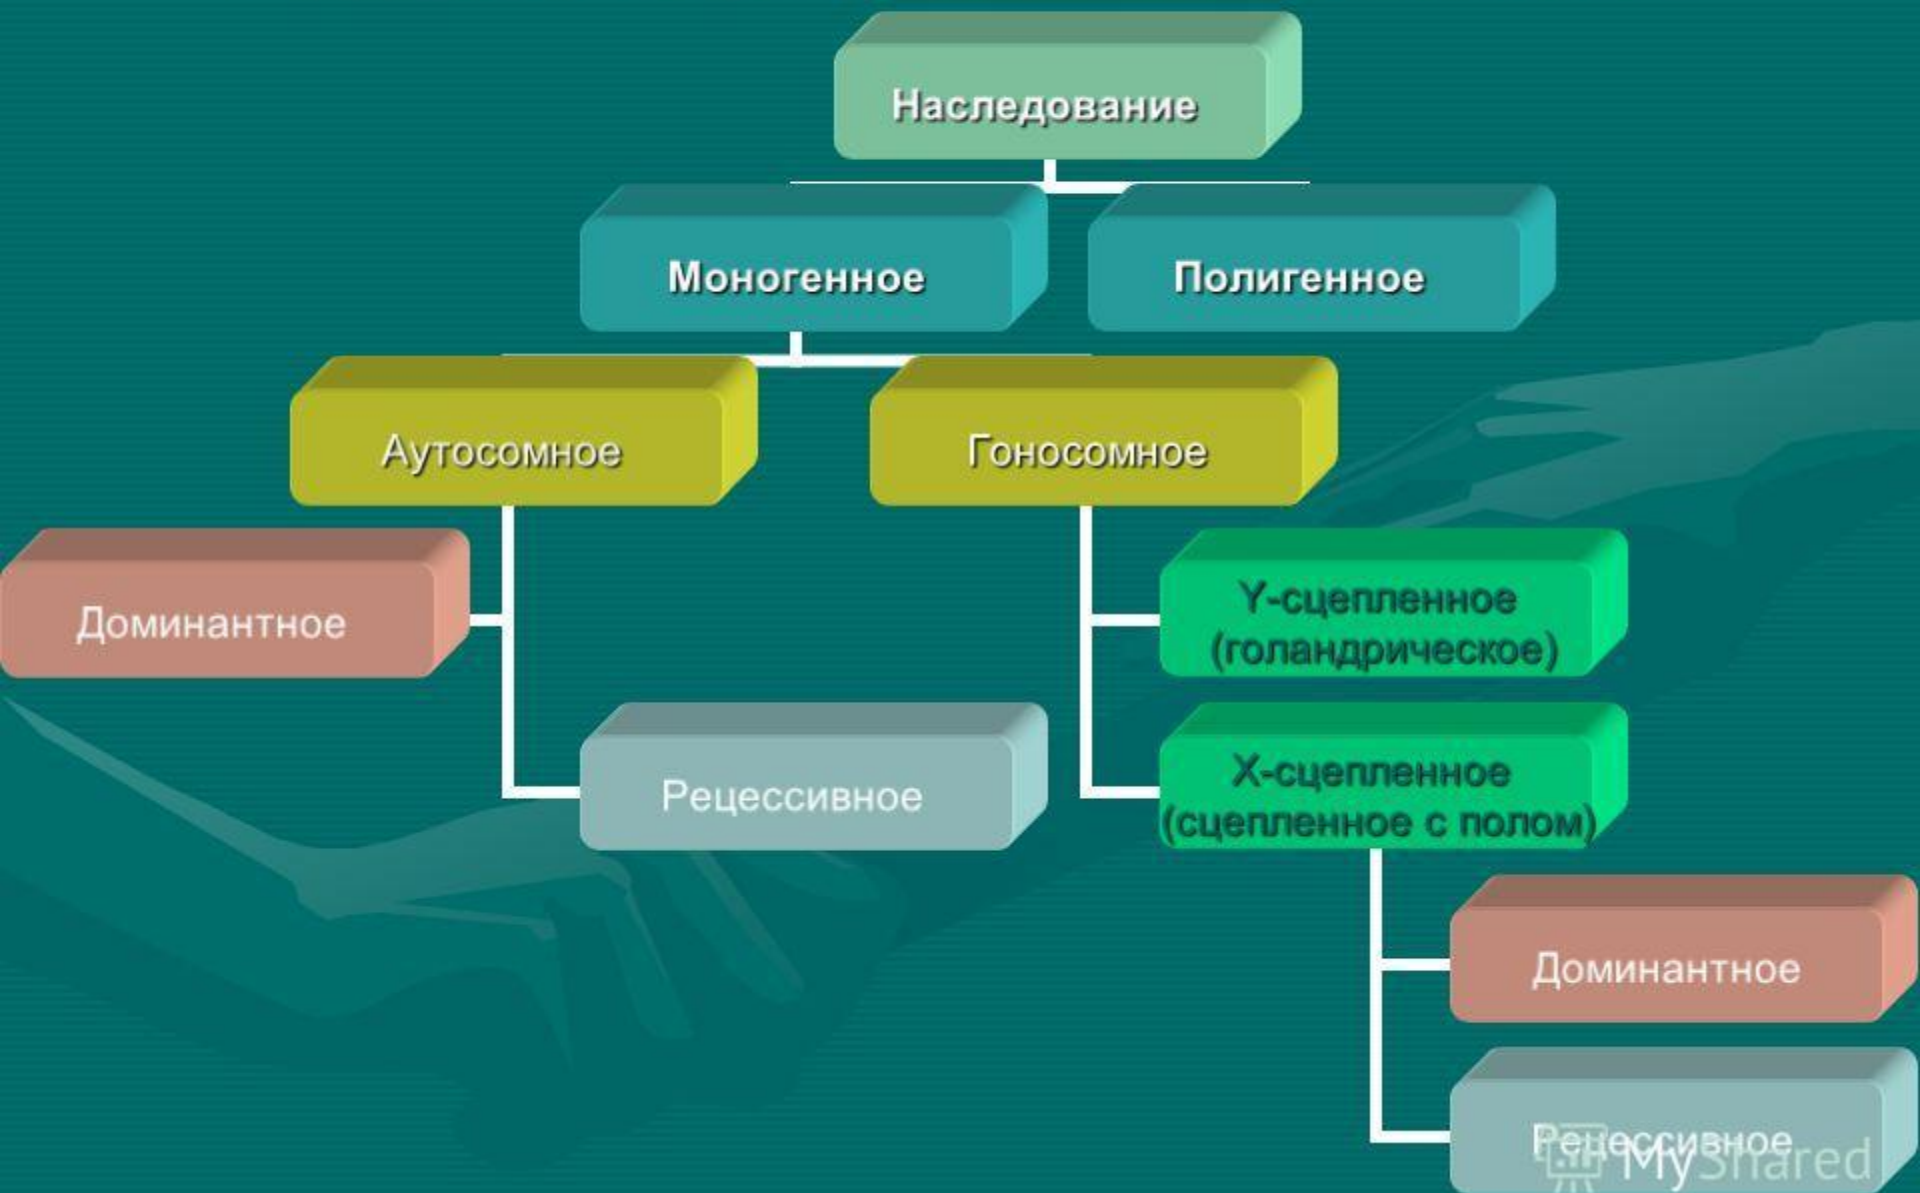 Наследование
Моногенное
Полигенное
Аутосомное
Гоносомное
Доминантное
Y-сцепленное
(голандрическое)
Рецессивное
Х-сцепленное
(сцепленное с полом)
Доминантное
Рецессивное
MyShared